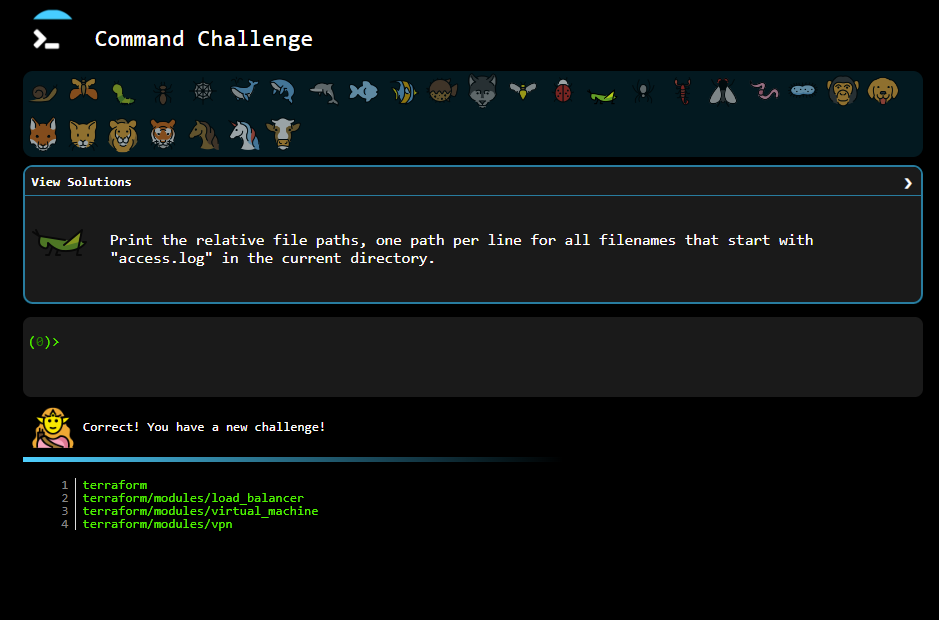 Command Challenge
View Solutions
Print the relative file paths, one path per line for all filenames that start with
"access.log" in the current directory.
(0)>
Correct! You have a new challenge!
1 terraform
2 terraform/modules/load_balancer
3 terraform/modules/virtual_machine
4 terraform/modules/vpn